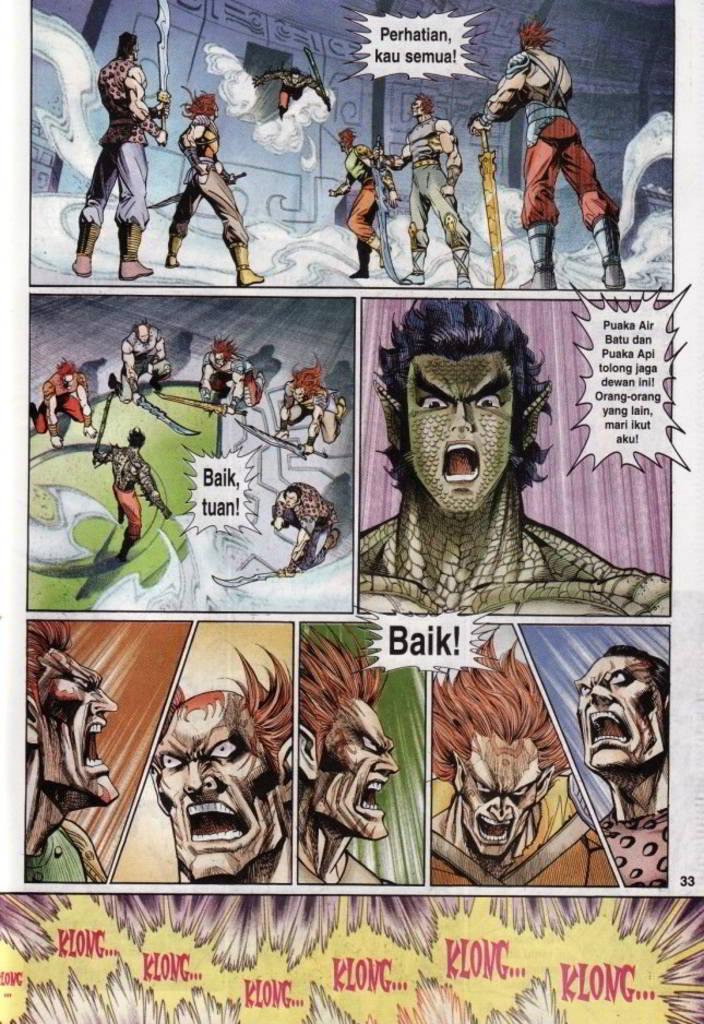 Perhatian,
kau semua!
Baik,
tuan!
Puaka Air
Batu dan
Puaka Api
tolong jaga
dewan ini!
Orang-orang
yang lain,
mari ikut
aku!
Baik!
33
KLONG...
KLONG...
KLONG...
KLONG...
KLONG...
KLONG...
KLONG...